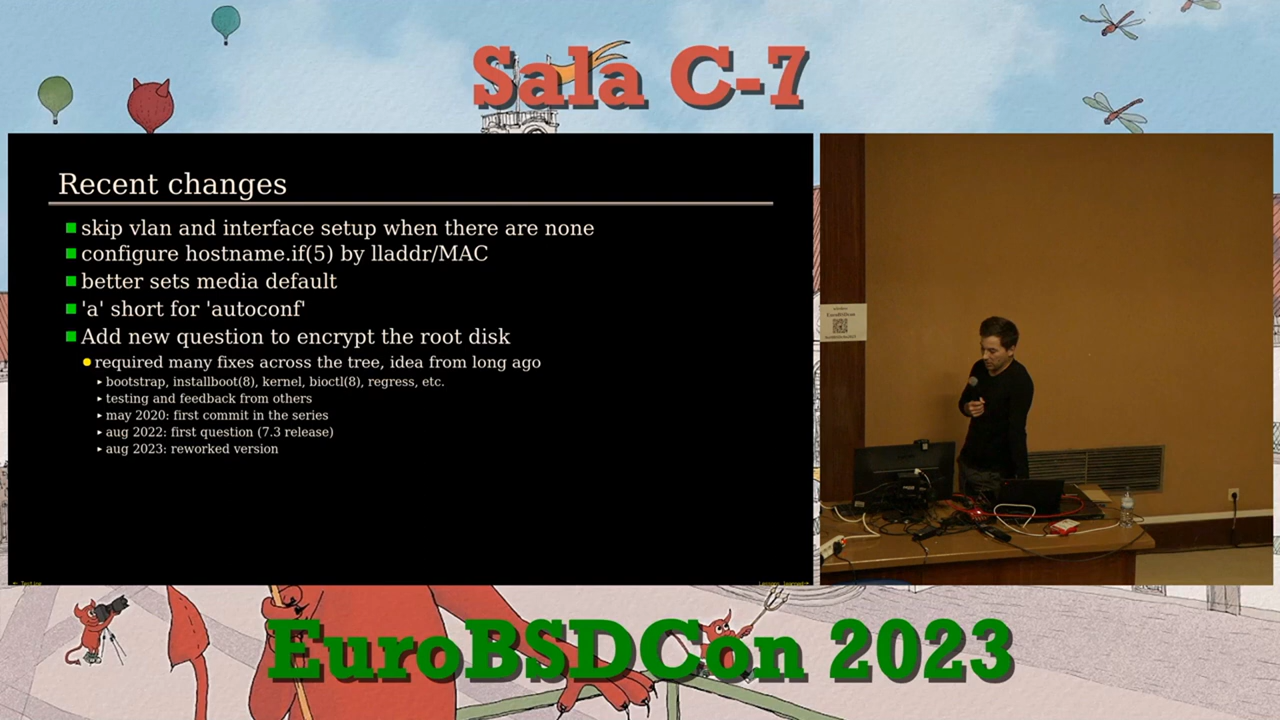 Sala C-7
Recent changes
skip vlan and interface setup when there are none
configure hostname.if(5) by lladdr/MAC
better sets media default
'a' short for 'autoconf'
Add new question to encrypt the root disk
required many fixes across the tree, idea from long ago
bootstrap, installboot(8), kernel, bioctl(8), regress, etc.
testing and feedback from others
may 2020: first commit in the series
aug 2022: first question (7.3 release)
aug 2023: reworked version
← Testing
Lessons learned →
EuroBSDCon 2023